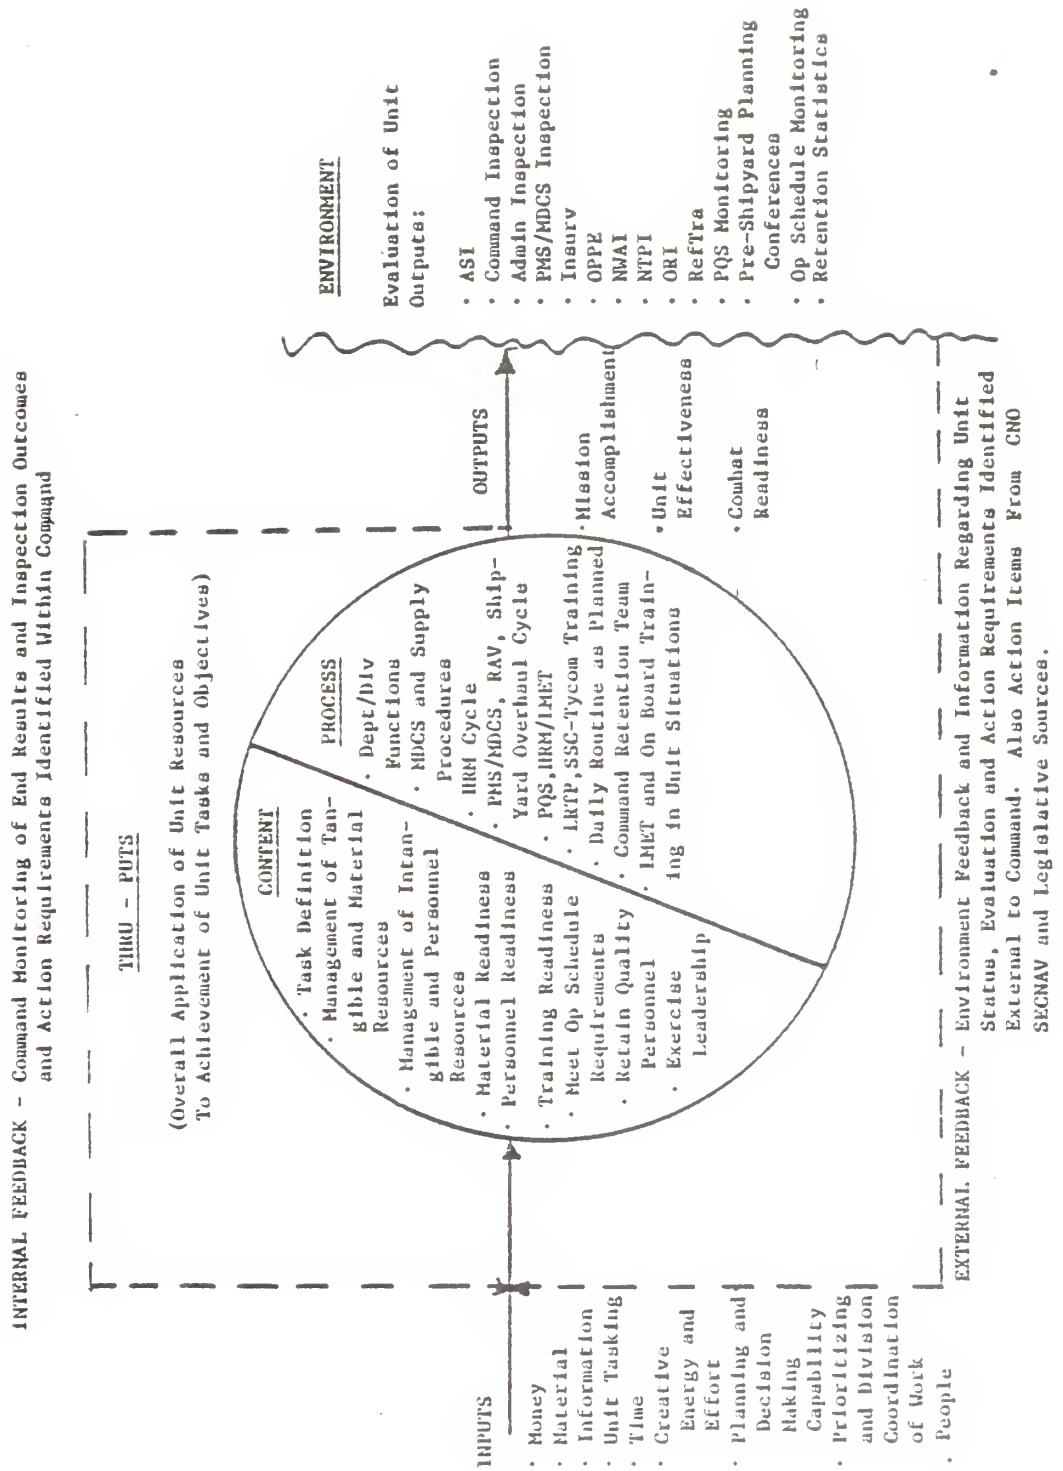 INTERNAL FEEDBACK - Command Monitoring of End Results and Inspection Outcomes
and Action Requirements Identified Within Command
THRU - PUTS
(Overall Application of Unit Resources
To Achievement of Unit Tasks and Objectives)
INPUTS
· Money
· Material
· Information
· Unit Tasking
· Time
· Creative
Energy and
Effort
· Planning and
Decision
Making
Capability
· Prioritizing
and Division
Coordination
of Work
· People
CONTENT
· Task Definition
· Management of Tan-
gible and Material
Resources
· Management of Intan-
gible and Personnel
Resources
· Material Readiness
· Personnel Readiness
· Training Readiness
· Meet Op Schedule
Requirements
· Retain Quality
Personnel
· Exercise
Leadership
PROCESS
· Dept/Div
Functions
· MDCS and Supply
Procedures
· HRM Cycle
· PMS/MDCS, RAV, Ship-
Yard Overhaul Cycle
· PQS,HRM/LMET
· LRTP,SSC-Tycom Training
· Daily Routine as Planned
· Command Retention Team
· LMET and On Board Train-
ing in Unit Situations
OUTPUTS
· Mission
Accomplishment
· Unit
Effectiveness
· Combat
Readiness
ENVIRONMENT
Evaluation of Unit
Outputs:
· ASI
· Command Inspection
· Admin Inspection
· PMS/MDCS Inspection
· Insurv
· OPPE
· NWAI
· NTPI
· ORI
· RefTra
· PQS Monitoring
· Pre-Shipyard Planning
Conferences
· Op Schedule Monitoring
· Retention Statistics
EXTERNAL FEEDBACK - Environment Feedback and Information Regarding Unit
Status, Evaluation and Action Requirements Identified
External to Command. Also Action Items From CNO
SECNAV and Legislative Sources.